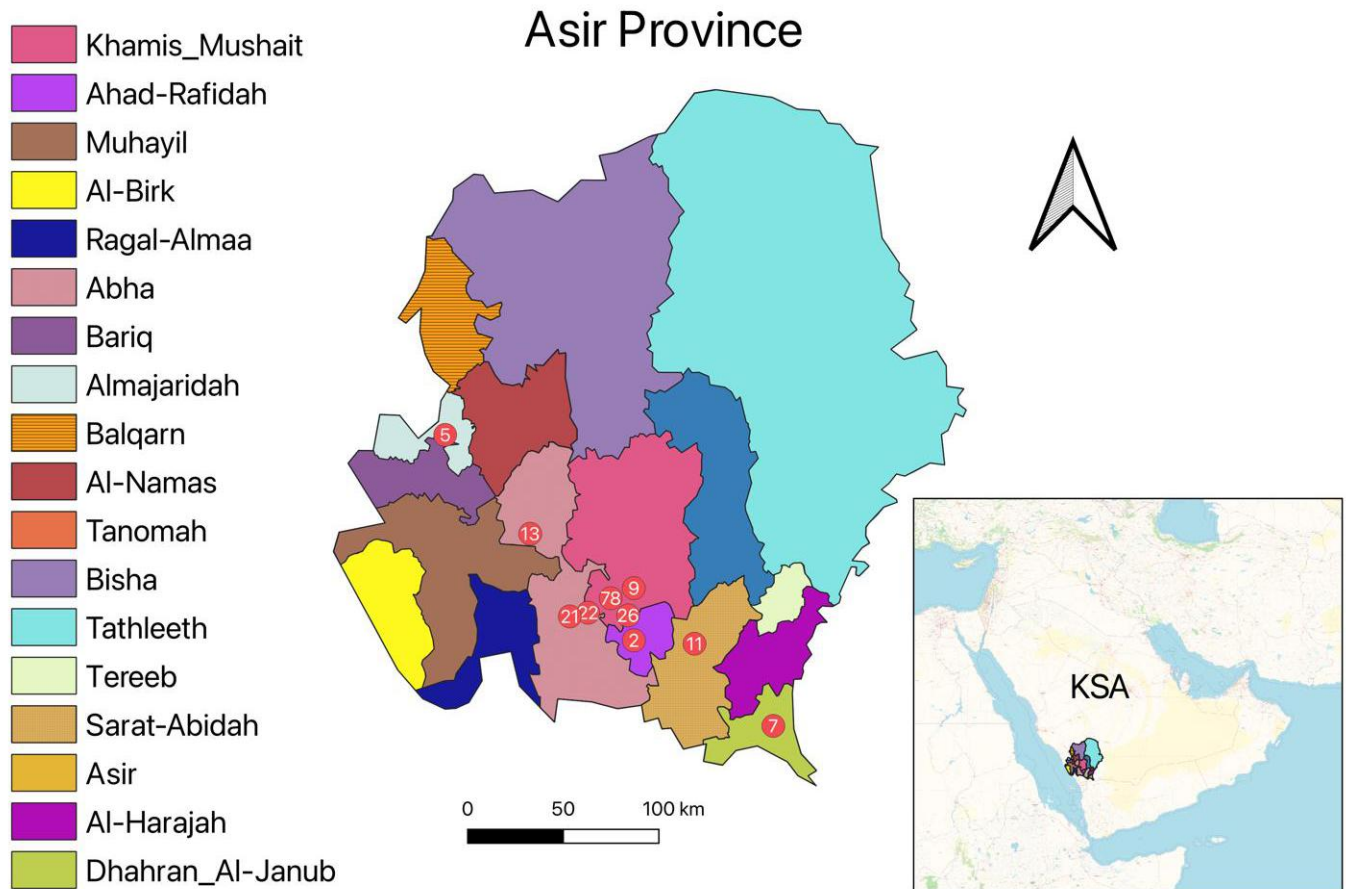 Asir Province
Khamis_Mushait
Ahad-Rafidah
Muhayil
Al-Birk
Ragal-Almaa
Abha
Bariq
Almajaridah
Balqarn
Al-Namas
Tanomah
Bisha
Tathleeth
Tereeb
Sarat-Abidah
Asir
Al-Harajah
Dhahran_Al-Janub
5
13
9
78
21
22
26
2
11
7
0 50 100 km
KSA